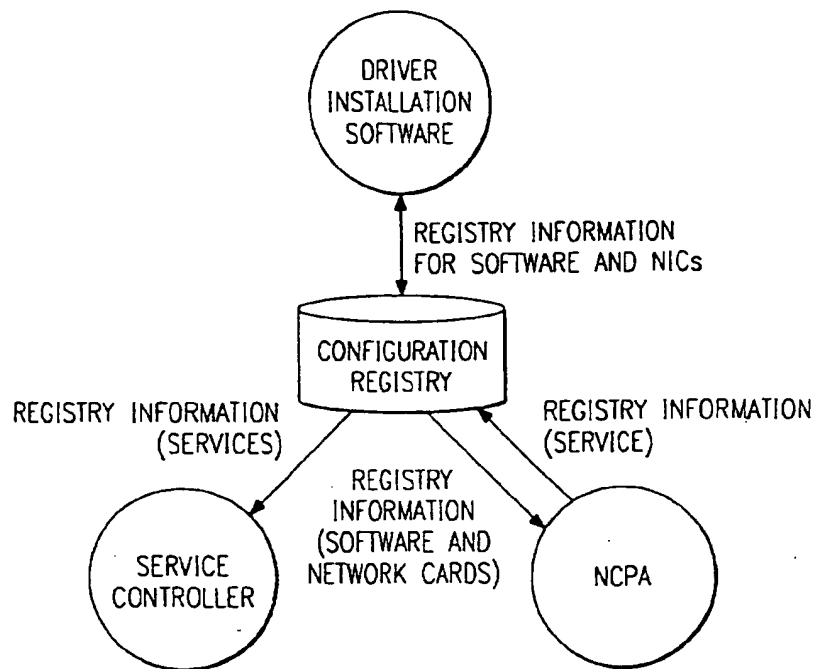 DRIVER
INSTALLATION
SOFTWARE
REGISTRY INFORMATION
FOR SOFTWARE AND NICs
CONFIGURATION
REGISTRY
REGISTRY INFORMATION
(SERVICES)
REGISTRY INFORMATION
(SERVICE)
REGISTRY
INFORMATION
(SOFTWARE AND
NETWORK CARDS)
SERVICE
CONTROLLER
NCPA